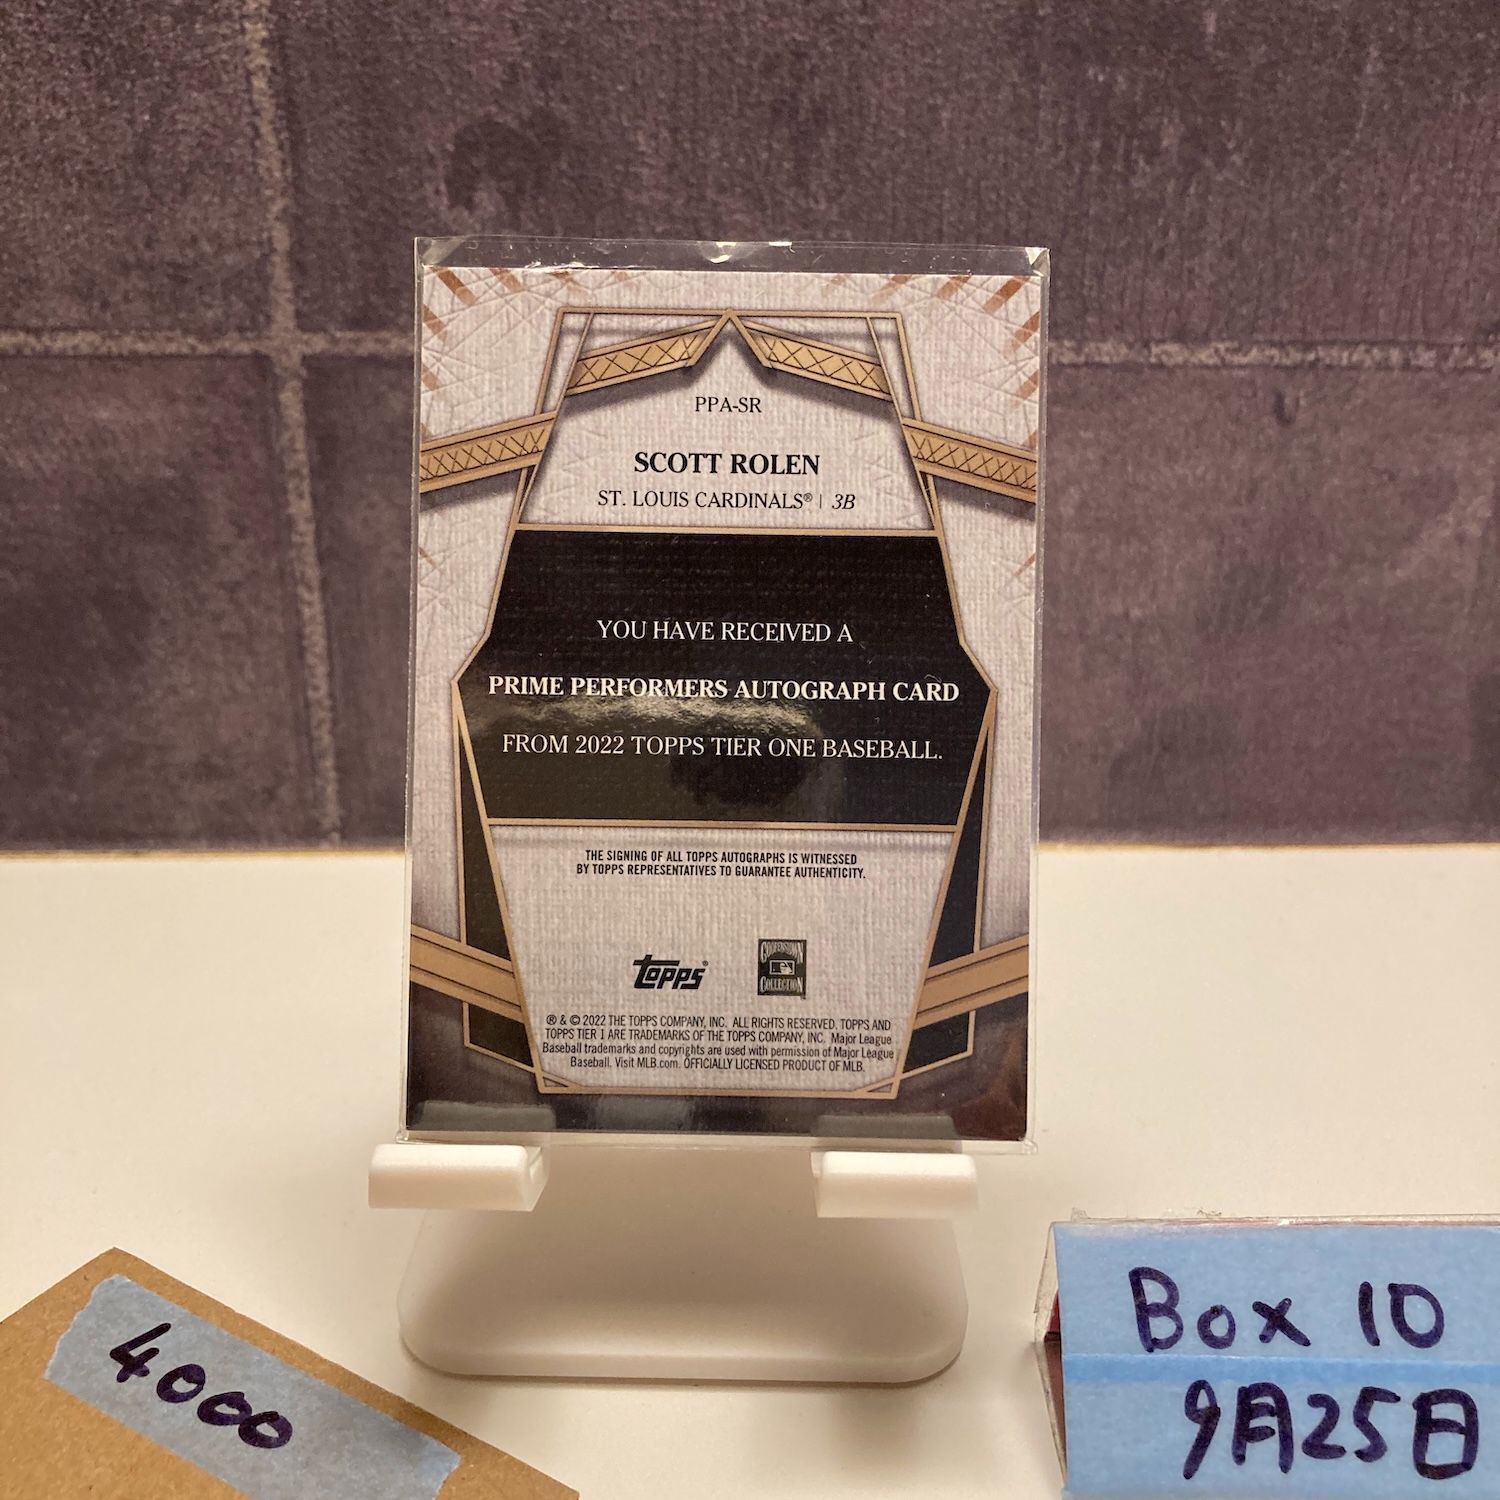 PPA-SR
SCOTT ROLEN
ST. LOUIS CARDINALS® | 3B
YOU HAVE RECEIVED A
PRIME PERFORMERS AUTOGRAPH CARD
FROM 2022 TOPPS TIER ONE BASEBALL.
THE SIGNING OF ALL TOPPS AUTOGRAPHS IS WITNESSED
BY TOPPS REPRESENTATIVES TO GUARANTEE AUTHENTICITY.
topps®
COOPERSTOWN
COLLECTION
® & © 2022 THE TOPPS COMPANY, INC. ALL RIGHTS RESERVED. TOPPS AND
TOPPS TIER 1 ARE TRADEMARKS OF THE TOPPS COMPANY, INC. Major League
Baseball trademarks and copyrights are used with permission of Major League
Baseball. Visit MLB.com. OFFICIALLY LICENSED PRODUCT OF MLB.
4000
Box 10
9月25日